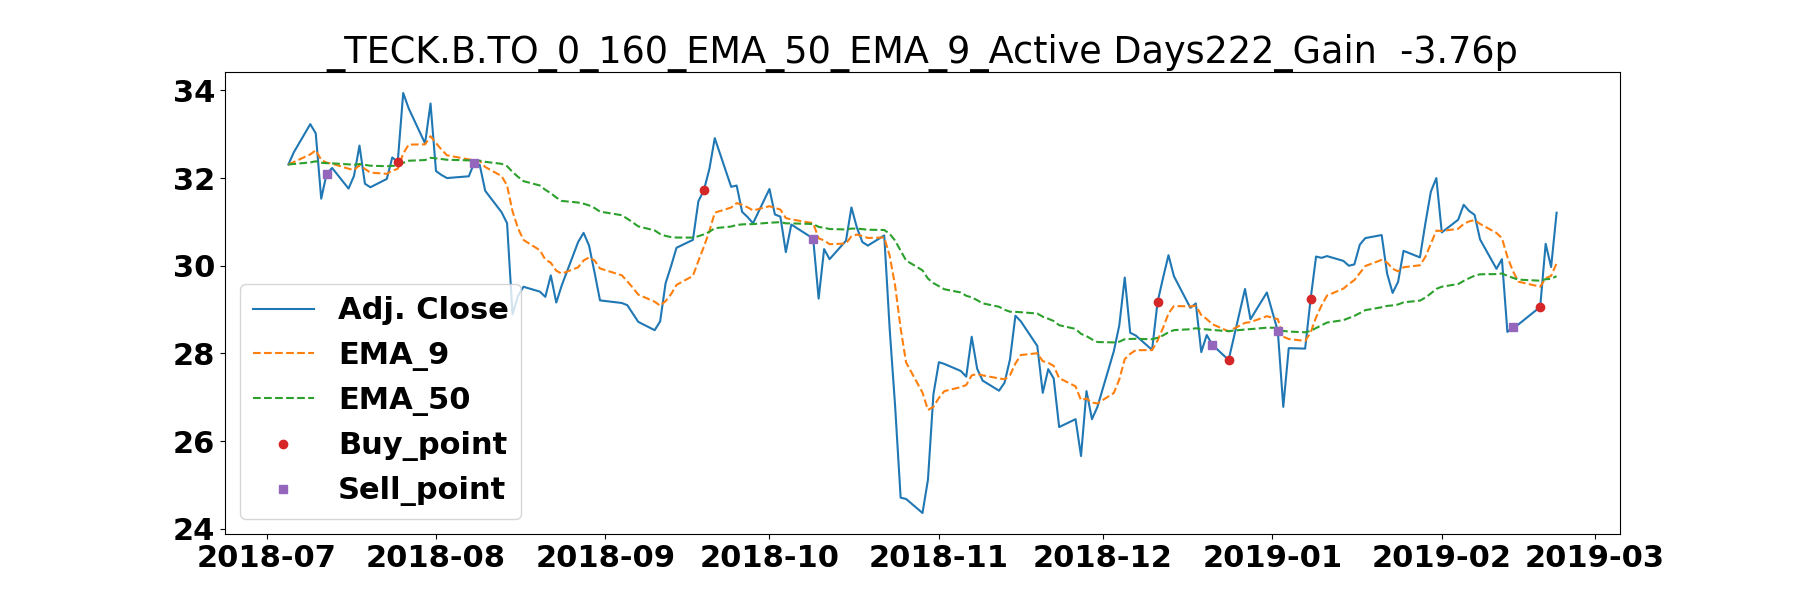 _TECK.B.TO_0_160_EMA_50_EMA_9_Active Days222_Gain  -3.76p
34
32
30
28
26
24
Adj. Close
EMA_9
EMA_50
Buy_point
Sell_point
2018-07 2018-08 2018-09 2018-10 2018-11 2018-12 2019-01 2019-02 2019-03